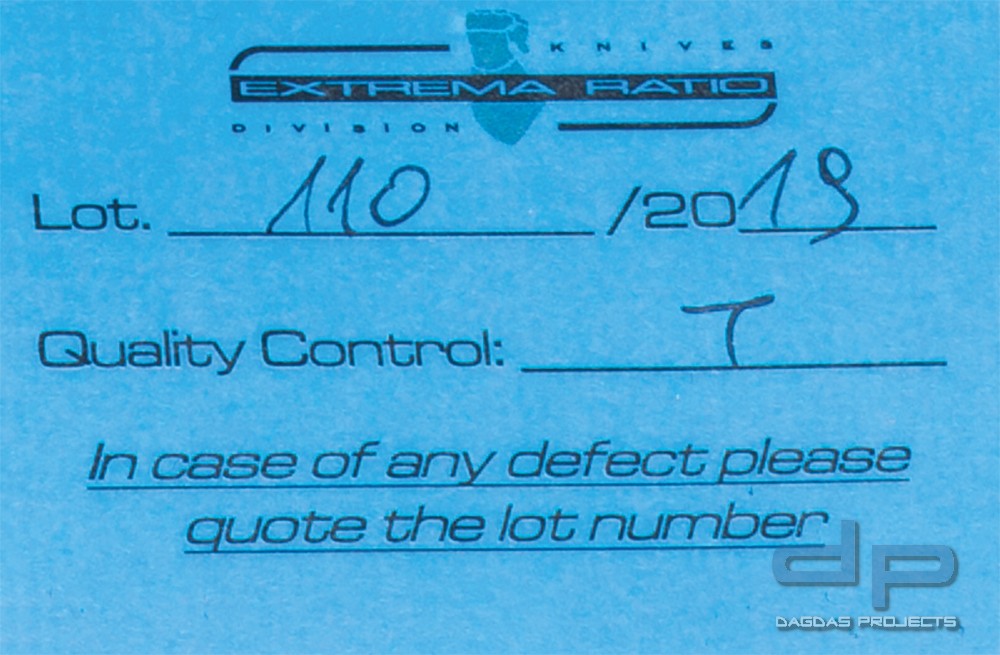 KNIVES
EXTREMA RATIO
DIVISION
Lot. 110 /2019
Quality Control: T
In case of any defect please
quote the lot number
dp
DAGDAS PROJECTS